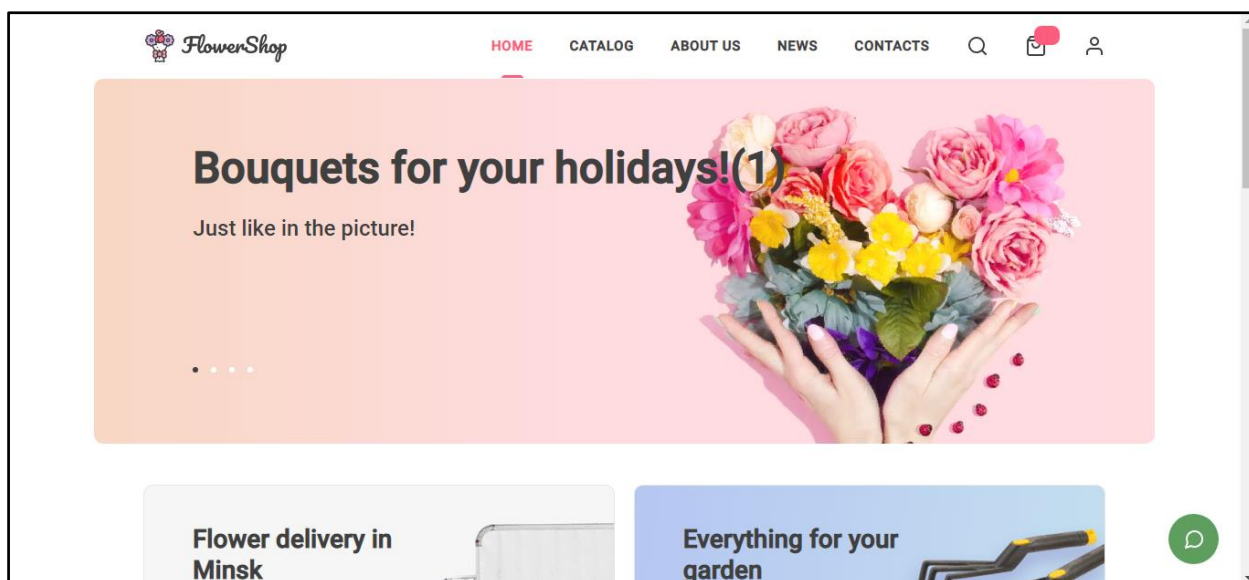 FlowerShop
HOME CATALOG ABOUT US NEWS CONTACTS
Bouquets for your holidays!(1)
Just like in the picture!
Flower delivery in
Minsk
Everything for your
garden